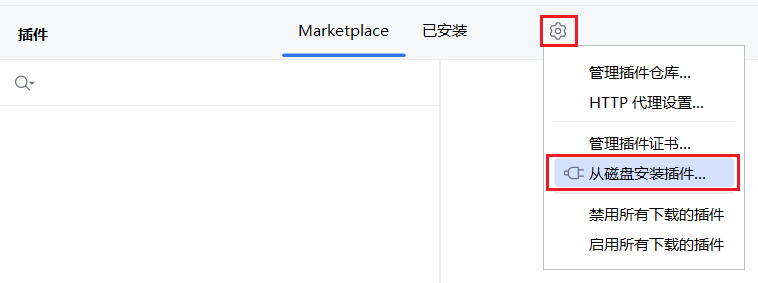 插件
Marketplace
已安装
管理插件仓库...
HTTP 代理设置...
管理插件证书...
从磁盘安装插件...
禁用所有下载的插件
启用所有下载的插件